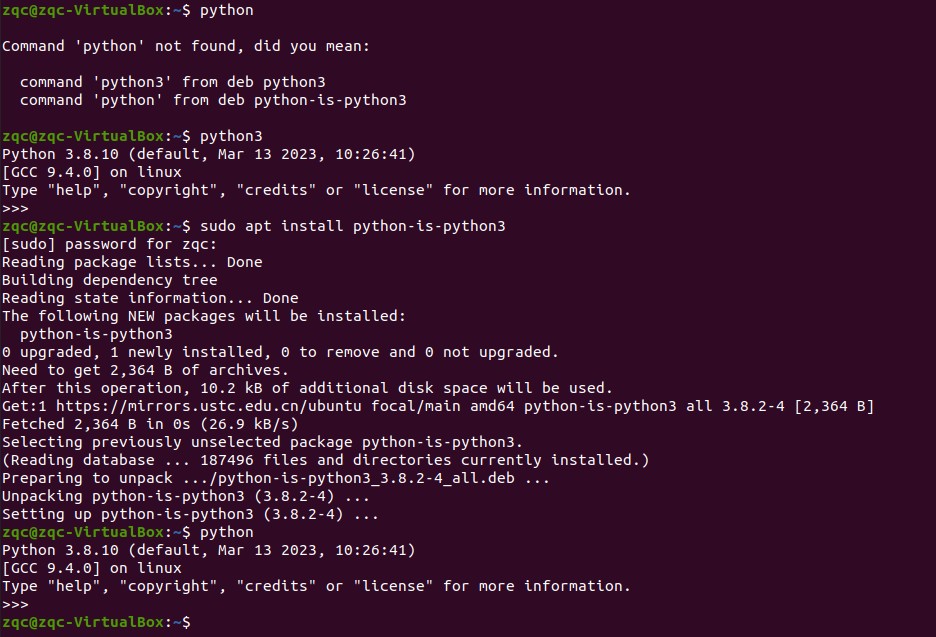 zqc@zqc-VirtualBox:~$ python
Command 'python' not found, did you mean:
  command 'python3' from deb python3
  command 'python' from deb python-is-python3
zqc@zqc-VirtualBox:~$ python3
Python 3.8.10 (default, Mar 13 2023, 10:26:41)
[GCC 9.4.0] on linux
Type "help", "copyright", "credits" or "license" for more information.
>>>
zqc@zqc-VirtualBox:~$ sudo apt install python-is-python3
[sudo] password for zqc:
Reading package lists... Done
Building dependency tree
Reading state information... Done
The following NEW packages will be installed:
  python-is-python3
0 upgraded, 1 newly installed, 0 to remove and 0 not upgraded.
Need to get 2,364 B of archives.
After this operation, 10.2 kB of additional disk space will be used.
Get:1 https://mirrors.ustc.edu.cn/ubuntu focal/main amd64 python-is-python3 all 3.8.2-4 [2,364 B]
Fetched 2,364 B in 0s (26.9 kB/s)
Selecting previously unselected package python-is-python3.
(Reading database ... 187496 files and directories currently installed.)
Preparing to unpack .../python-is-python3_3.8.2-4_all.deb ...
Unpacking python-is-python3 (3.8.2-4) ...
Setting up python-is-python3 (3.8.2-4) ...
zqc@zqc-VirtualBox:~$ python
Python 3.8.10 (default, Mar 13 2023, 10:26:41)
[GCC 9.4.0] on linux
Type "help", "copyright", "credits" or "license" for more information.
>>>
zqc@zqc-VirtualBox:~$